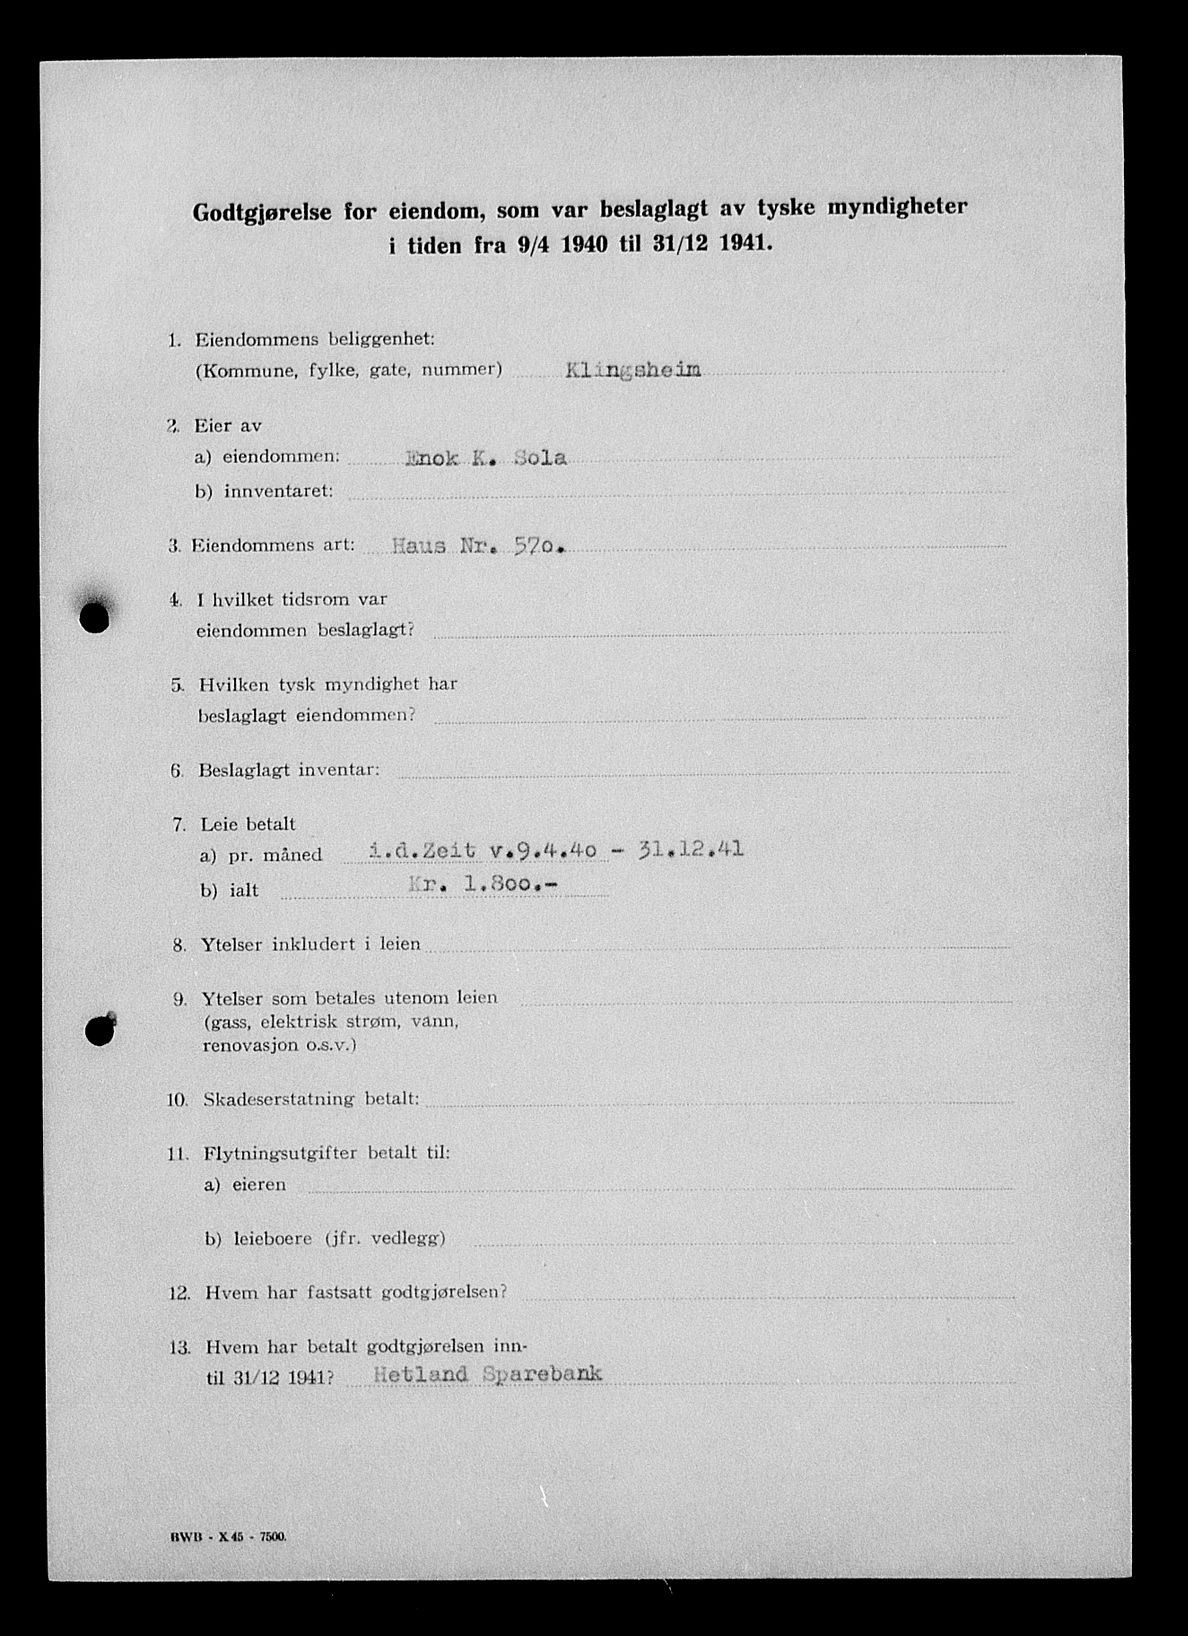 Godtgjørelse for eiendom, som var beslaglagt av tyske myndigheter
i tiden fra 9/4 1940 til 31/12 1941.
1. Eiendommens beliggenhet:
(Kommune, fylke, gate, nummer) Klingsheim
2. Eier av
a) eiendommen: Enok K. Sola
b) innventaret:
3. Eiendommens art: Haus Nr. 57o.
4. I hvilket tidsrom var
eiendommen beslaglagt?
5. Hvilken tysk myndighet har
beslaglagt eiendommen?
6. Beslaglagt inventar:
7. Leie betalt
a) pr. måned i.d.Zeit v.9.4.4o - 31.12.41
b) ialt Kr. 1.8oo.-
8. Ytelser inkludert i leien
9. Ytelser som betales utenom leien
(gass, elektrisk strøm, vann,
renovasjon o.s.v.)
10. Skadeserstatning betalt:
11. Flytningsutgifter betalt til:
a) eieren
b) leieboere (jfr. vedlegg)
12. Hvem har fastsatt godtgjørelsen?
13. Hvem har betalt godtgjørelsen inn-
til 31/12 1941? Hetland Sparebank
BWB - X 45 - 7500.